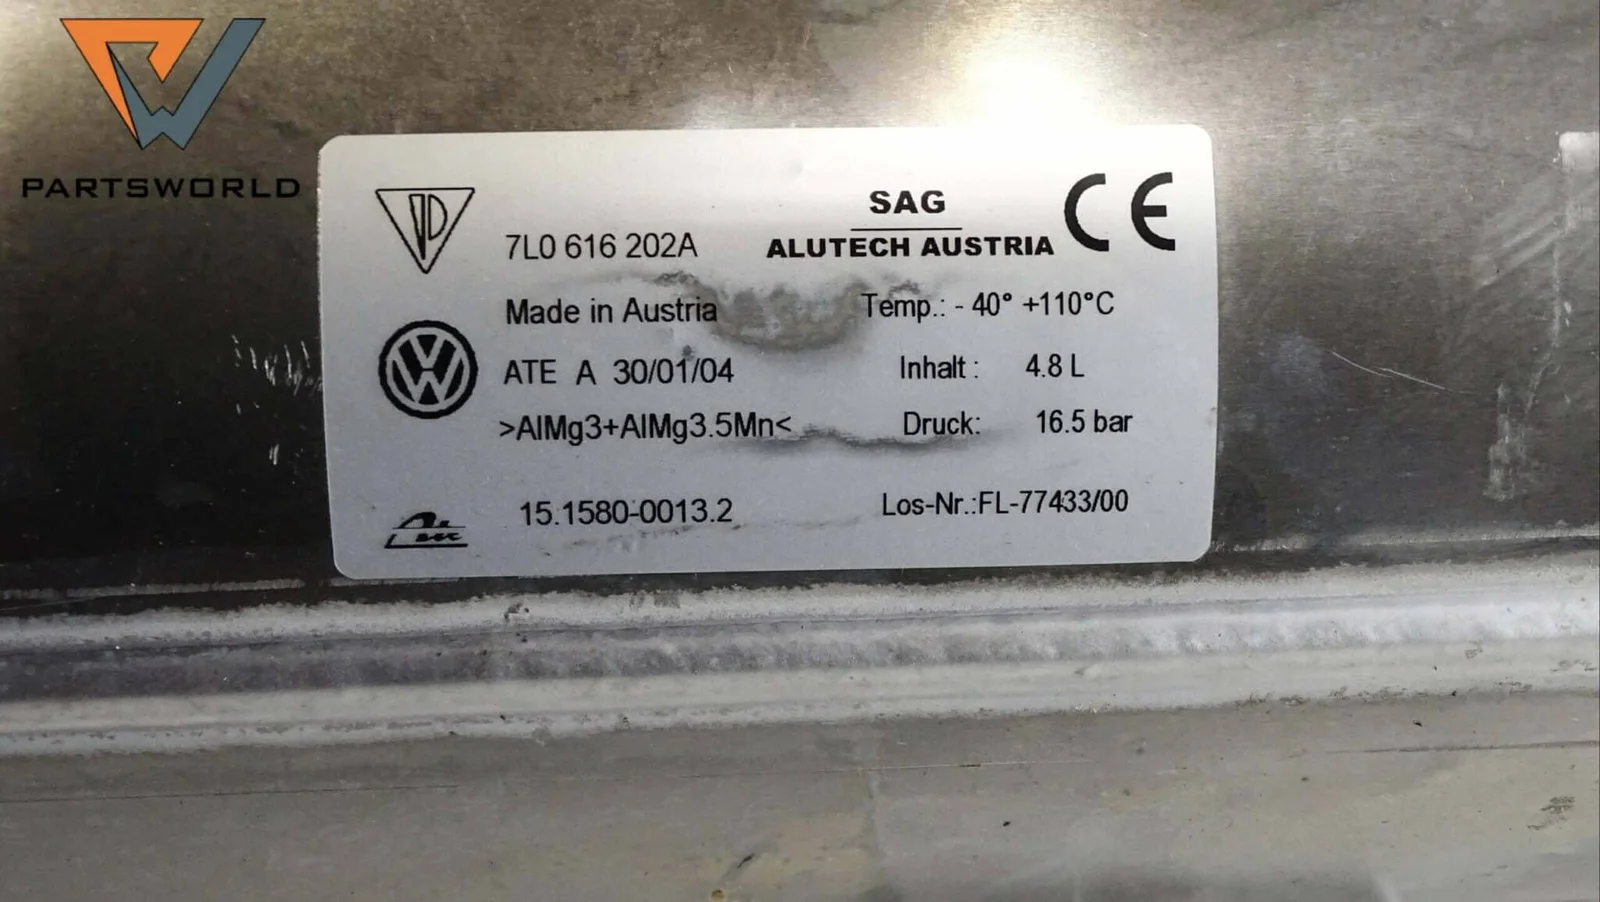 PARTSWORLD
SAG
ALUTECH AUSTRIA
CE
7L0 616 202A
Made in Austria
Temp.: - 40° +110°C
ATE A 30/01/04
Inhalt : 4.8 L
>AlMg3+AlMg3.5Mn<
Druck: 16.5 bar
15.1580-0013.2
Los-Nr.:FL-77433/00